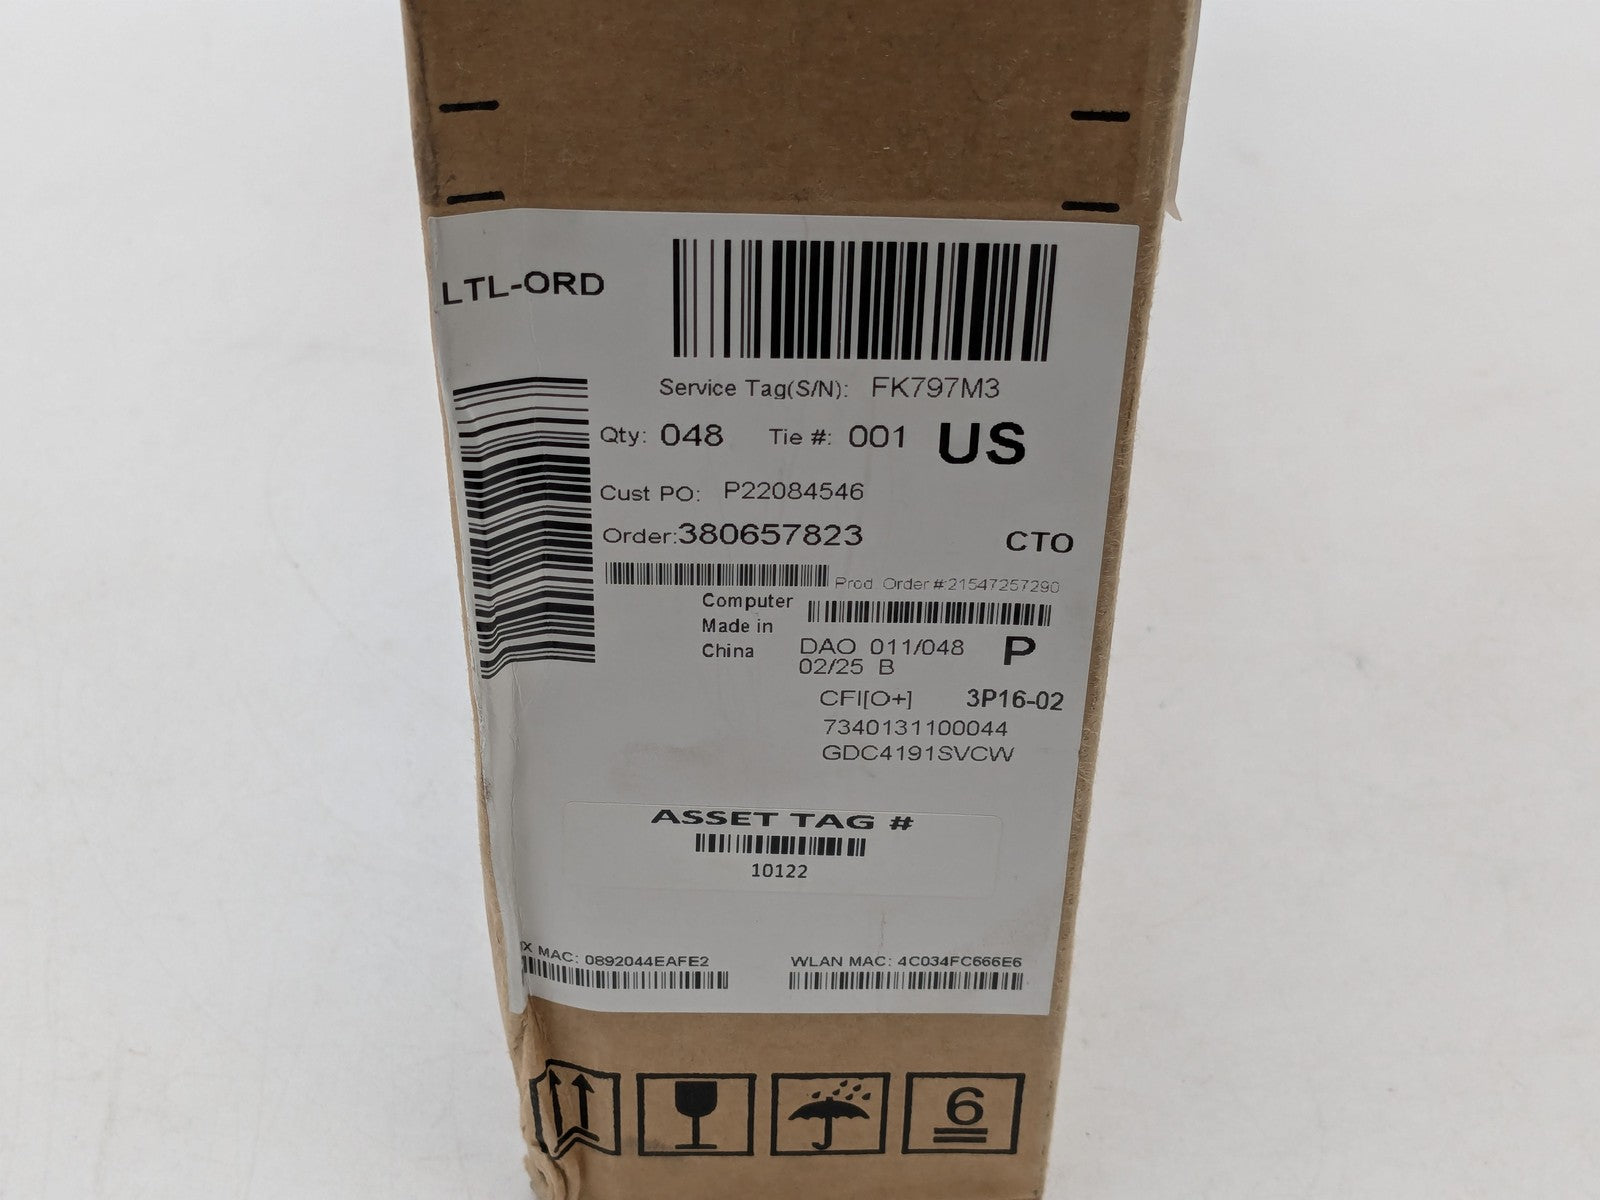 LTL-ORD
Service Tag(S/N): FK797M3
Qty: 048 Tie #: 001 US
Cust PO: P22084546
Order:380657823 CTO
Prod. Order #:21547257290
Computer
Made in
China
DAO 011/048 P
02/25 B
CFI[O+] 3P16-02
7340131100044
GDC4191SVCW
ASSET TAG #
10122
X MAC: 0892044EAFE2
WLAN MAC: 4C034FC666E6
6